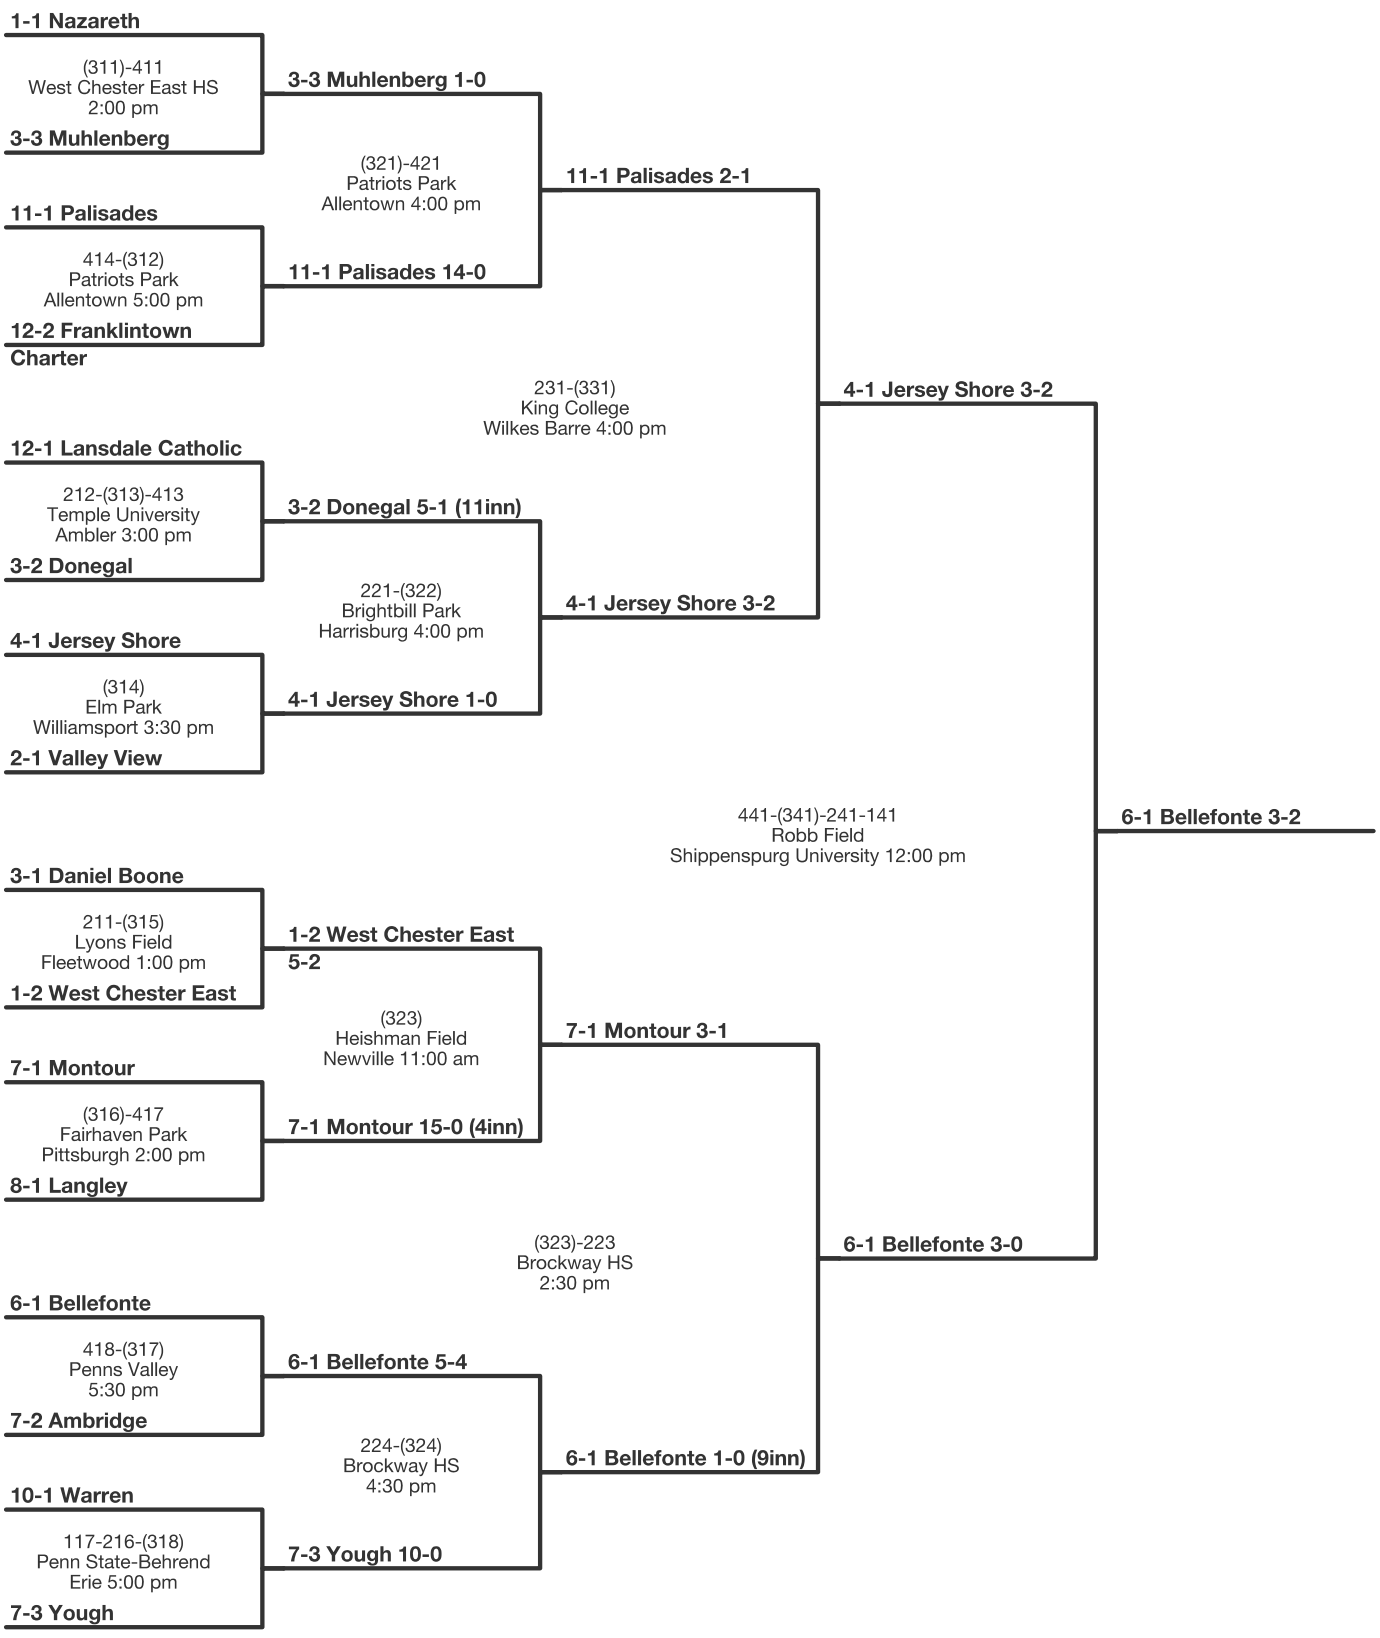 1-1 Nazareth
(311)-411
West Chester East HS
2:00 pm
3-3 Muhlenberg
3-3 Muhlenberg 1-0
(321)-421
Patriots Park
Allentown 4:00 pm
11-1 Palisades 2-1
11-1 Palisades
414-(312)
Patriots Park
Allentown 5:00 pm
12-2 Franklintown
Charter
11-1 Palisades 14-0
231-(331)
King College
Wilkes Barre 4:00 pm
4-1 Jersey Shore 3-2
12-1 Lansdale Catholic
212-(313)-413
Temple University
Ambler 3:00 pm
3-2 Donegal
3-2 Donegal 5-1 (11inn)
221-(322)
Brightbill Park
Harrisburg 4:00 pm
4-1 Jersey Shore 3-2
4-1 Jersey Shore
(314)
Elm Park
Williamsport 3:30 pm
2-1 Valley View
4-1 Jersey Shore 1-0
441-(341)-241-141
Robb Field
Shippenspurg University 12:00 pm
6-1 Bellefonte 3-2
3-1 Daniel Boone
211-(315)
Lyons Field
Fleetwood 1:00 pm
1-2 West Chester East
1-2 West Chester East
5-2
(323)
Heishman Field
Newville 11:00 am
7-1 Montour 3-1
7-1 Montour
(316)-417
Fairhaven Park
Pittsburgh 2:00 pm
8-1 Langley
7-1 Montour 15-0 (4inn)
(323)-223
Brockway HS
2:30 pm
6-1 Bellefonte 3-0
6-1 Bellefonte
418-(317)
Penns Valley
5:30 pm
7-2 Ambridge
6-1 Bellefonte 5-4
224-(324)
Brockway HS
4:30 pm
6-1 Bellefonte 1-0 (9inn)
10-1 Warren
117-216-(318)
Penn State-Behrend
Erie 5:00 pm
7-3 Yough
7-3 Yough 10-0